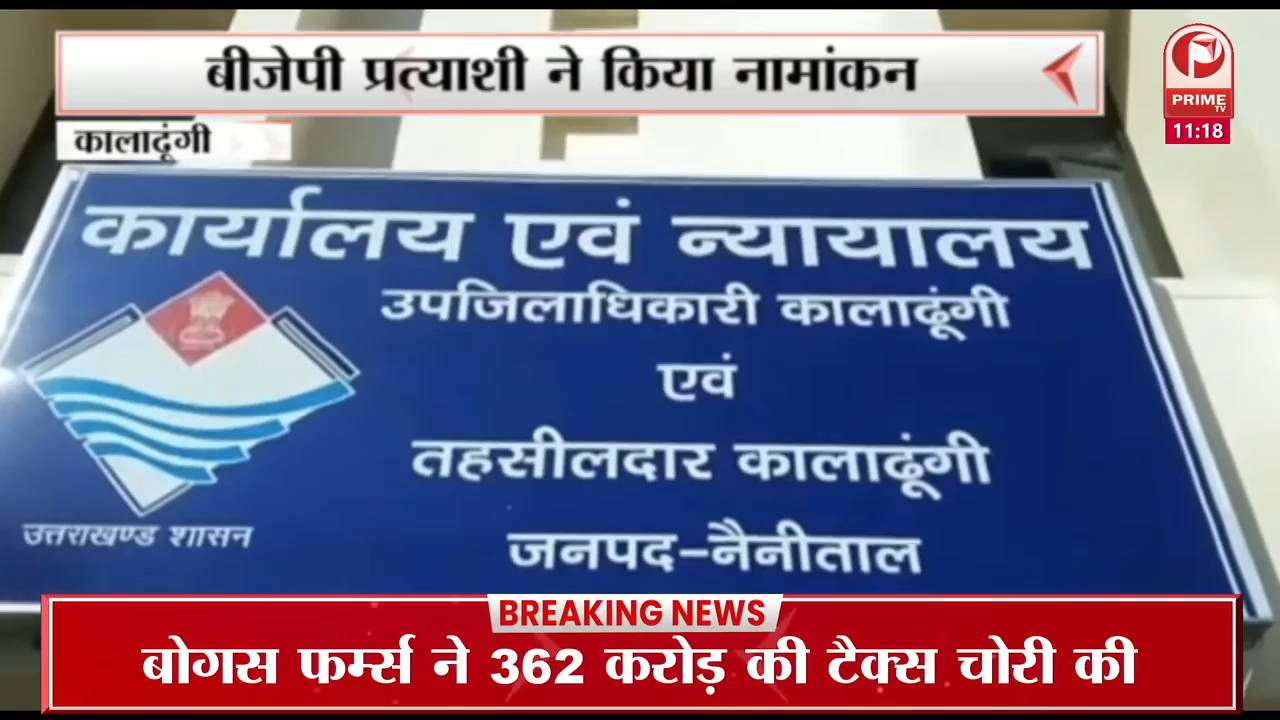 बीजेपी प्रत्याशी ने किया नामांकन
PRIME
TV
11:18
कालाढूंगी
कार्यालय एवं न्यायालय
उपजिलाधिकारी कालाढूंगी
एवं
तहसीलदार कालाढूंगी
जनपद-नैनीताल
उत्तराखण्ड शासन
BREAKING NEWS
बोगस फर्म्स ने 362 करोड़ की टैक्स चोरी की